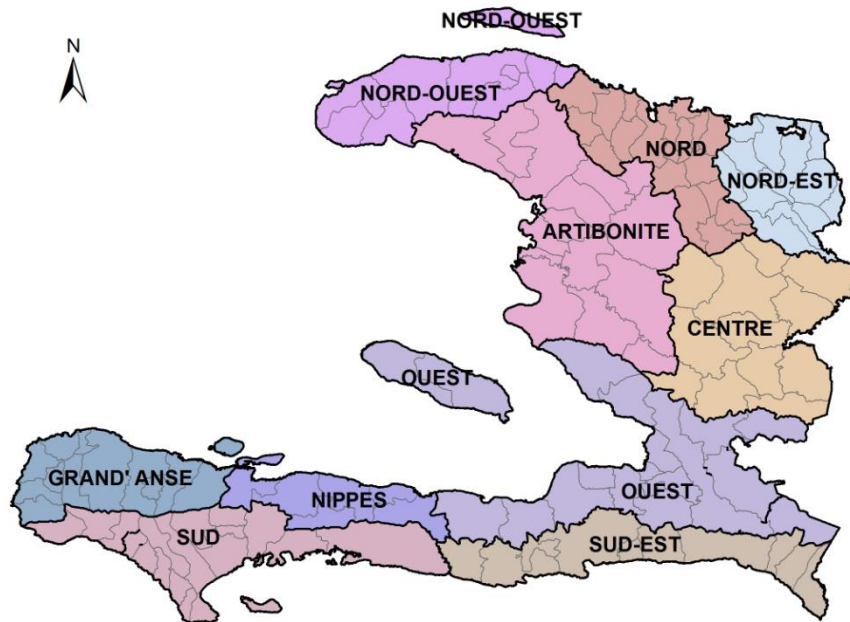 NORD-OUEST
N
NORD-OUEST
NORD
NORD-EST
ARTIBONITE
CENTRE
OUEST
GRAND' ANSE
NIPPES
OUEST
SUD
SUD-EST